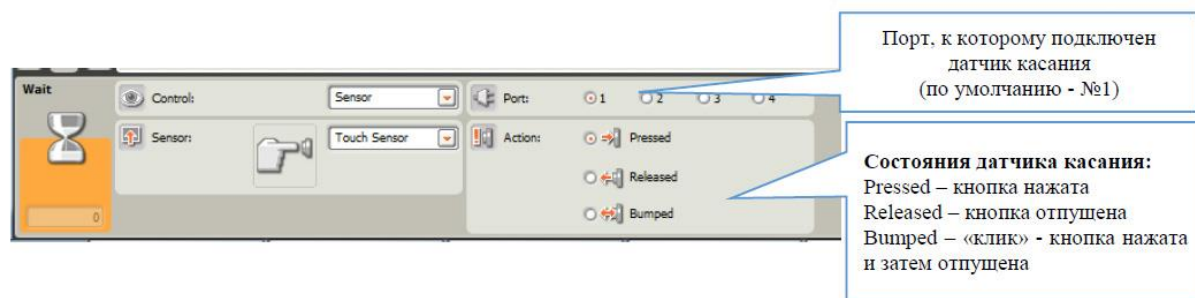 Wait
Control:
Sensor
Port:
1
2
3
4
Sensor:
Touch Sensor
Action:
Pressed
Released
Bumped
0
Порт, к которому подключен
датчик касания
(по умолчанию - №1)
Состояния датчика касания:
Pressed – кнопка нажата
Released – кнопка отпущена
Bumped – «клик» - кнопка нажата
и затем отпущена